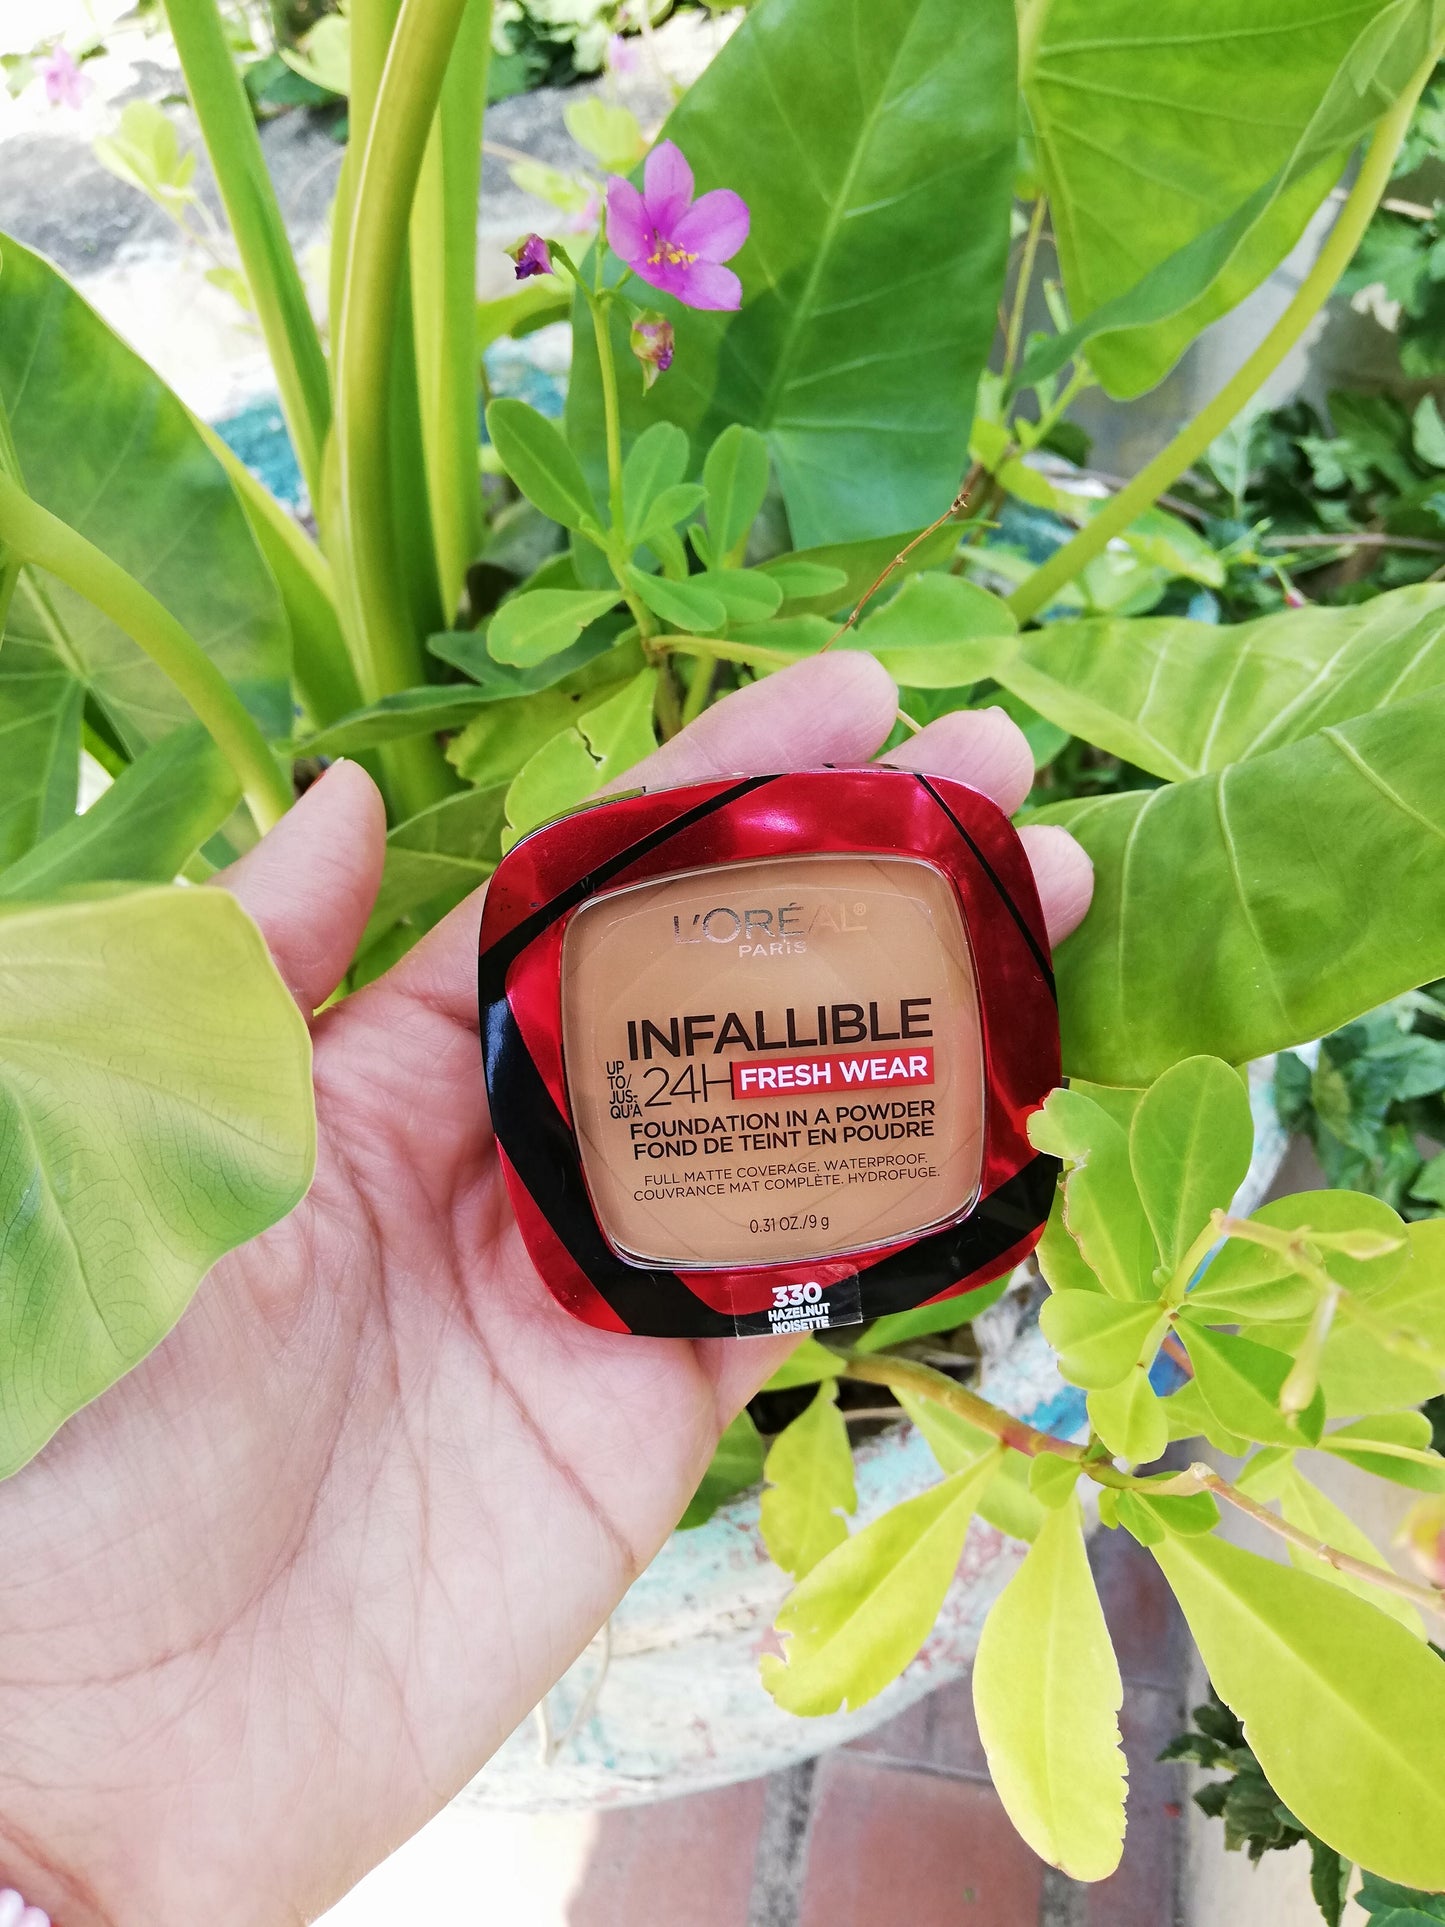 L'ORÉAL®
PARIS
INFALLIBLE
UP
TO/
JUS-
QU'À
24H FRESH WEAR
FOUNDATION IN A POWDER
FOND DE TEINT EN POUDRE
FULL MATTE COVERAGE. WATERPROOF.
COUVRANCE MAT COMPLÈTE. HYDROFUGE.
0.31 OZ./9 g
330
HAZELNUT
NOISETTE